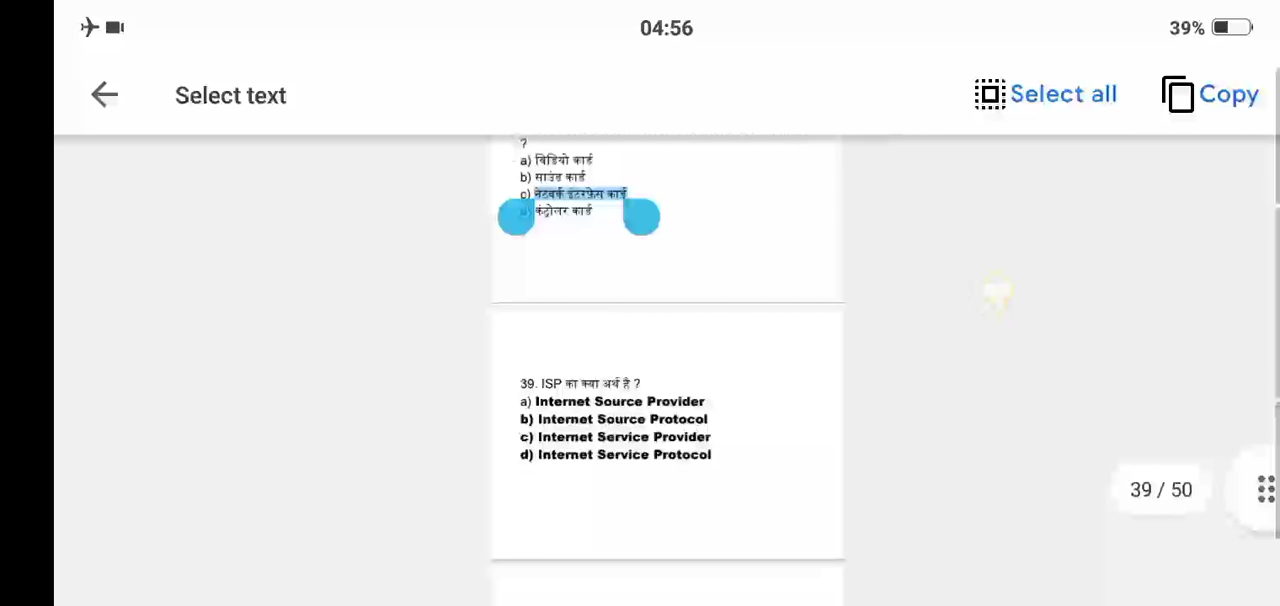 04:56
39%
Select text
Select all
Copy
?
a) विडियो कार्ड
b) साउंड कार्ड
c) नेटवर्क इंटरफ़ेस कार्ड
कंट्रोलर कार्ड
39. ISP का क्या अर्थ है ?
a) Internet Source Provider
b) Internet Source Protocol
c) Internet Service Provider
d) Internet Service Protocol
39 / 50